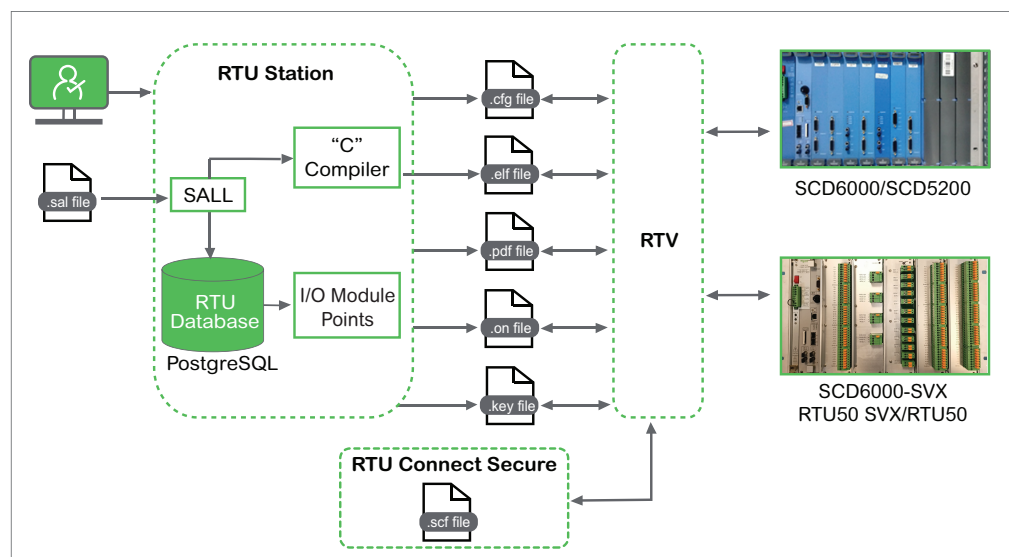 RTU Station
.sal file
SALL
“C”
Compiler
RTU
Database
PostgreSQL
I/O Module
Points
.cfg file
.elf file
.pdf file
.on file
.key file
RTV
RTU Connect Secure
.scf file
SCD6000/SCD5200
SCD6000-SVX
RTU50 SVX/RTU50